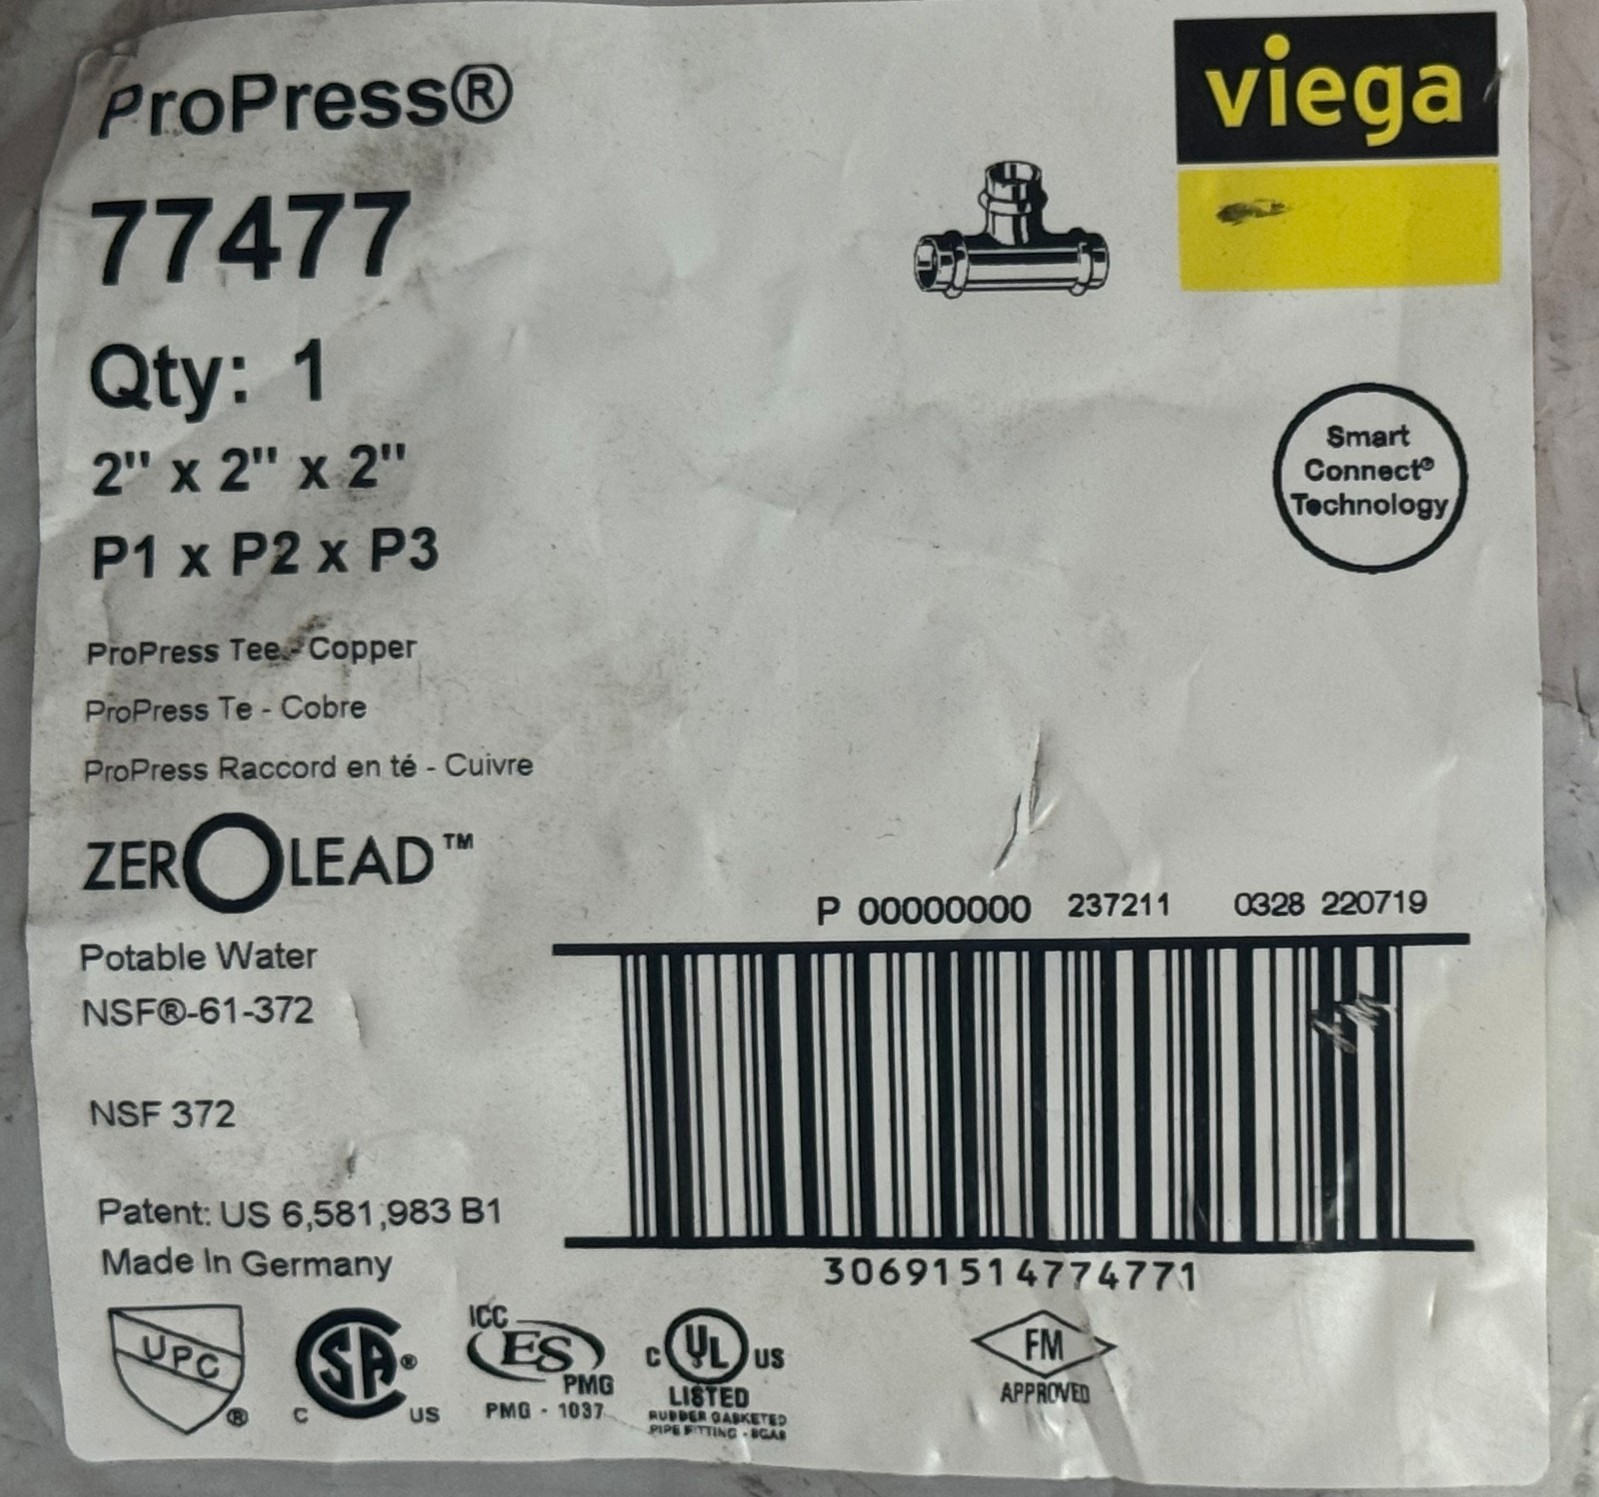 ProPress®
viega
77477
Qty: 1
2" x 2" x 2"
P1 x P2 x P3
Smart
Connect®
Technology
ProPress Tee - Copper
ProPress Te - Cobre
ProPress Raccord en té - Cuivre
ZEROLEAD™
Potable Water
NSF®-61-372
NSF 372
Patent: US 6,581,983 B1
Made In Germany
P 00000000 237211 0328 220719
30691514774771
UPC®
C SA® US
ICC
ES
PMG
PMG - 1037
C UL US
LISTED
RUBBER GASKETED
PIPE FITTING - 8GA8
FM
APPROVED